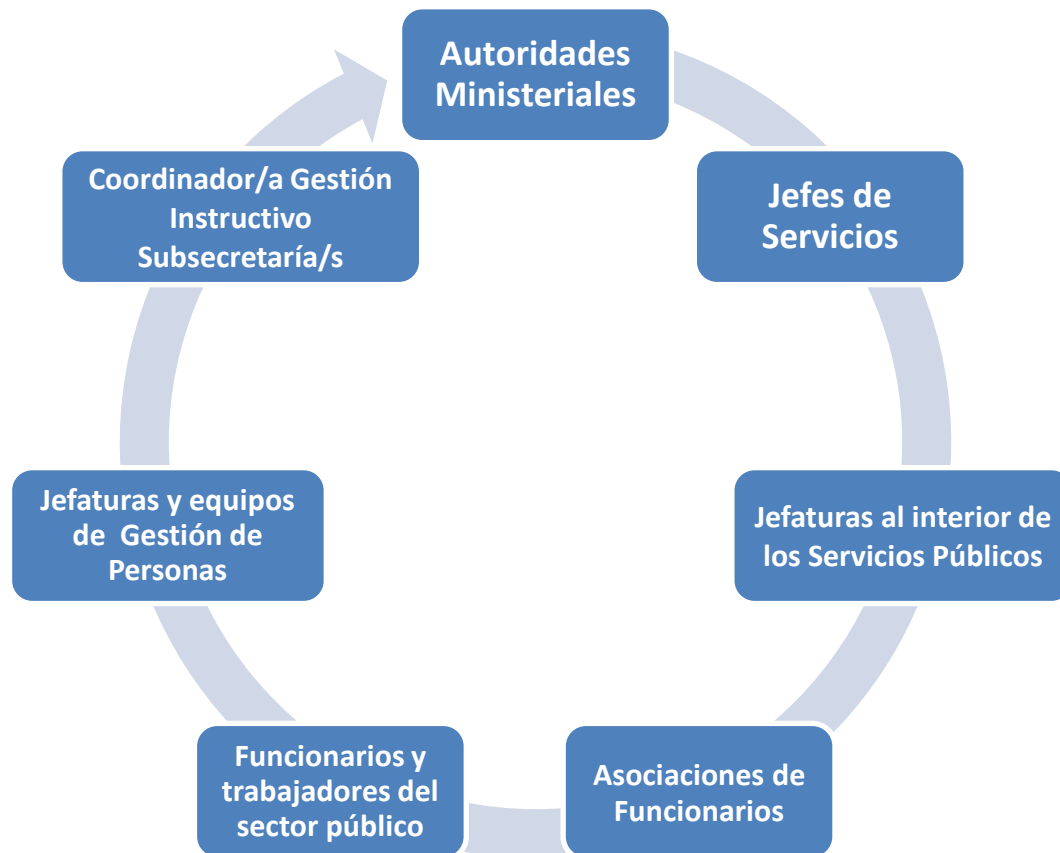 Autoridades
Ministeriales
Jefes de
Servicios
Jefaturas al interior de
los Servicios Públicos
Asociaciones de
Funcionarios
Funcionarios y
trabajadores del
sector público
Jefaturas y equipos
de Gestión de
Personas
Coordinador/a Gestión
Instructivo
Subsecretaría/s